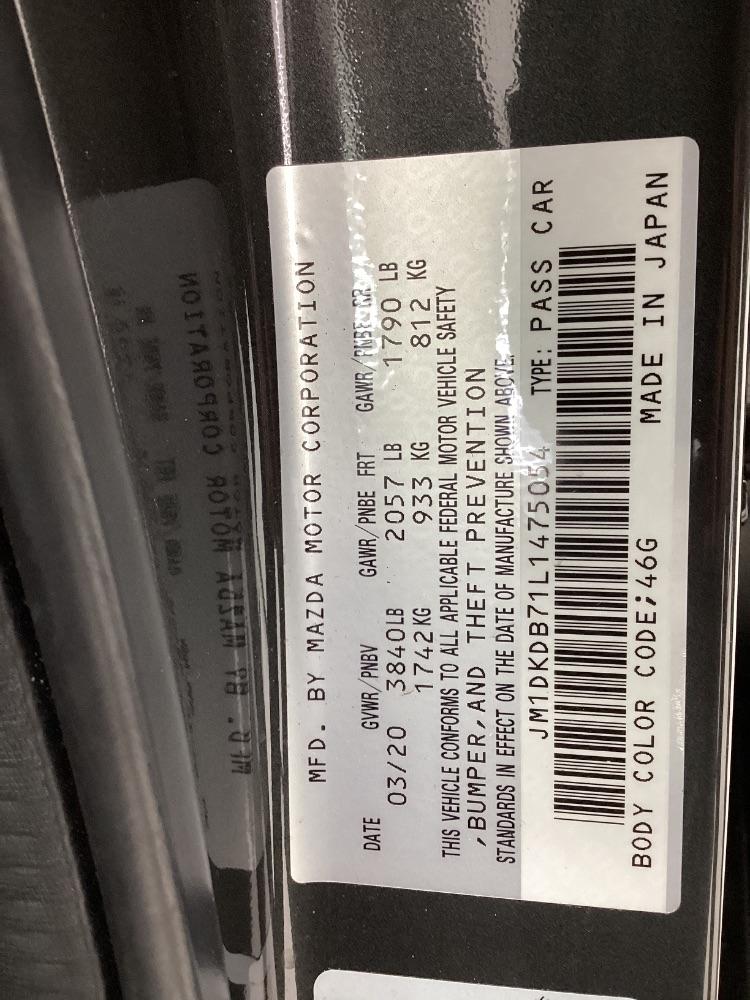 MFD. BY MAZDA MOTOR CORPORATION
DATE GVWR/PNBV GAWR/PNBE FRT GAWR/PNBE RR
03/20 3840LB 2057 LB 1790 LB
1742KG 933 KG 812 KG
THIS VEHICLE CONFORMS TO ALL APPLICABLE FEDERAL MOTOR VEHICLE SAFETY
,BUMPER,AND THEFT PREVENTION
STANDARDS IN EFFECT ON THE DATE OF MANUFACTURE SHOWN ABOVE.
JM1DKDB71L1475054 TYPE: PASS CAR
BODY COLOR CODE;46G MADE IN JAPAN